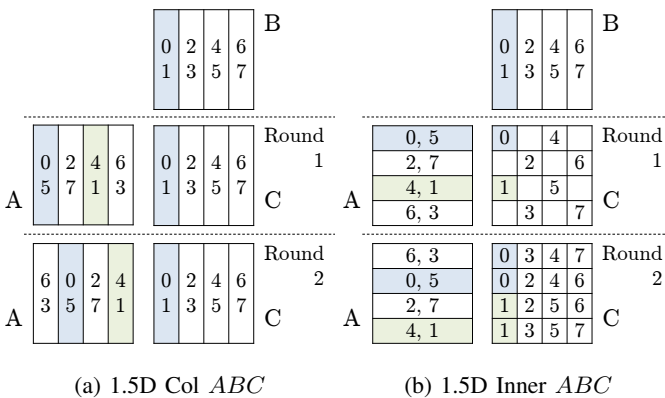 B
0 2 4 6
1 3 5 7
A
0 2 4 6
5 7 1 3
0 2 4 6
1 3 5 7
C
Round
1
A
6 0 2 4
3 5 7 1
0 2 4 6
1 3 5 7
C
Round
2
(a) 1.5D Col ABC
B
0 2 4 6
1 3 5 7
A
0, 5
2, 7
4, 1
6, 3
0 4
2 6
1 5
3 7
C
Round
1
A
6, 3
0, 5
2, 7
4, 1
0 3 4 7
0 2 4 6
1 2 5 6
1 3 5 7
C
Round
2
(b) 1.5D Inner ABC